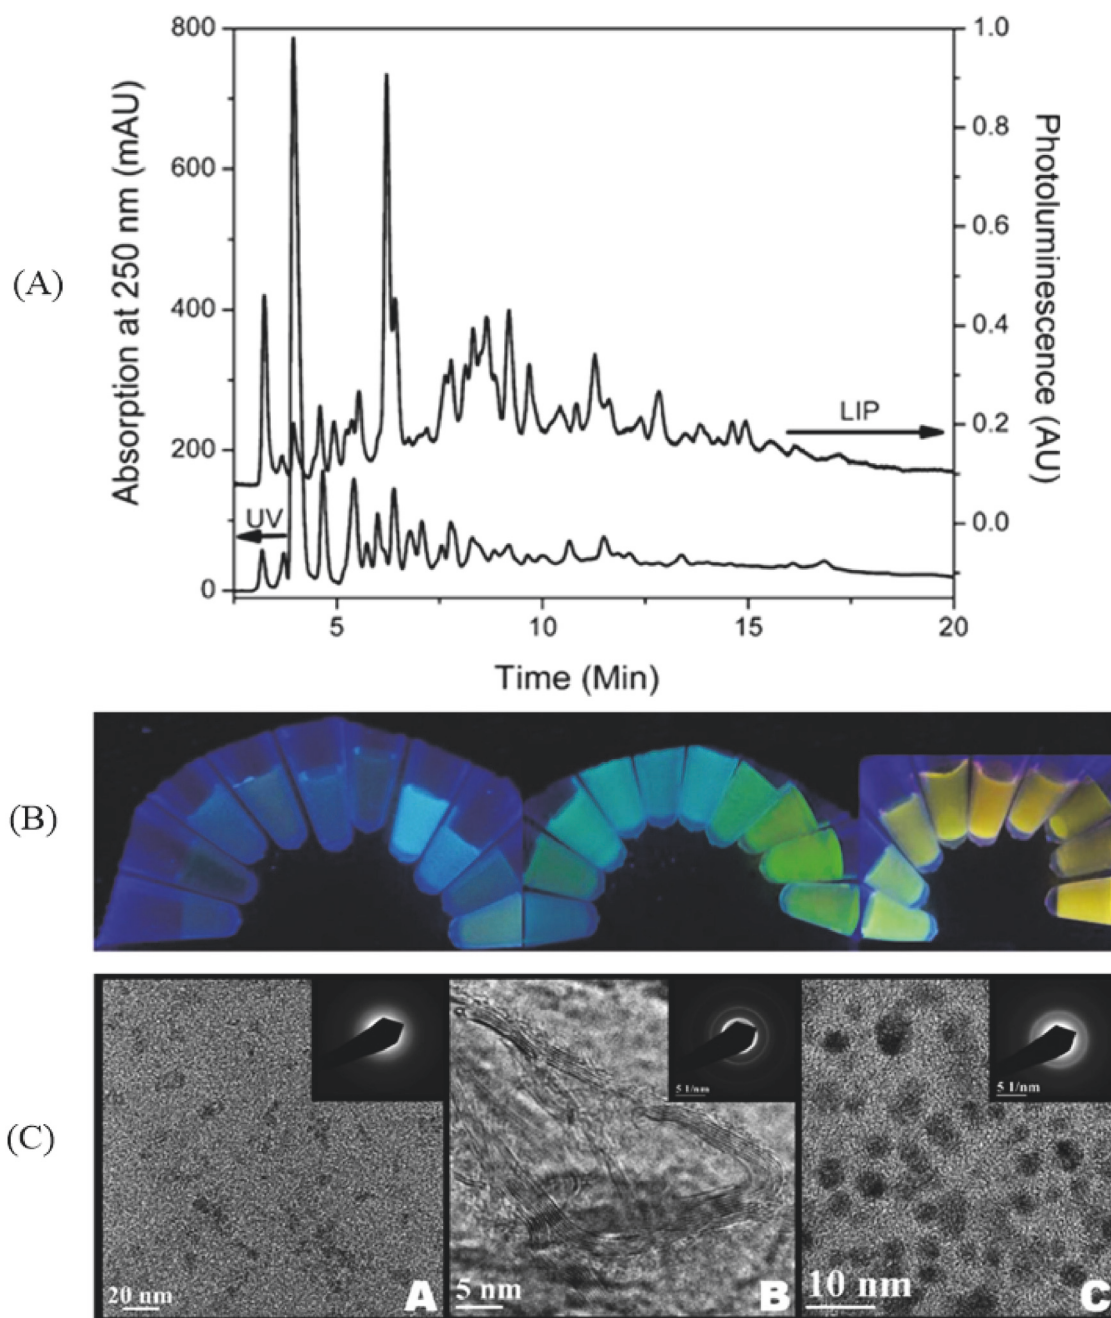 (A)
Absorption at 250 nm (mAU)
800
600
400
200
0
Photoluminescence (AU)
1.0
0.8
0.6
0.4
0.2
0.0
LIP
UV
5
10
15
20
Time (Min)
(B)
(C)
20 nm
A
5 1/nm
5 nm
B
5 1/nm
10 nm
C